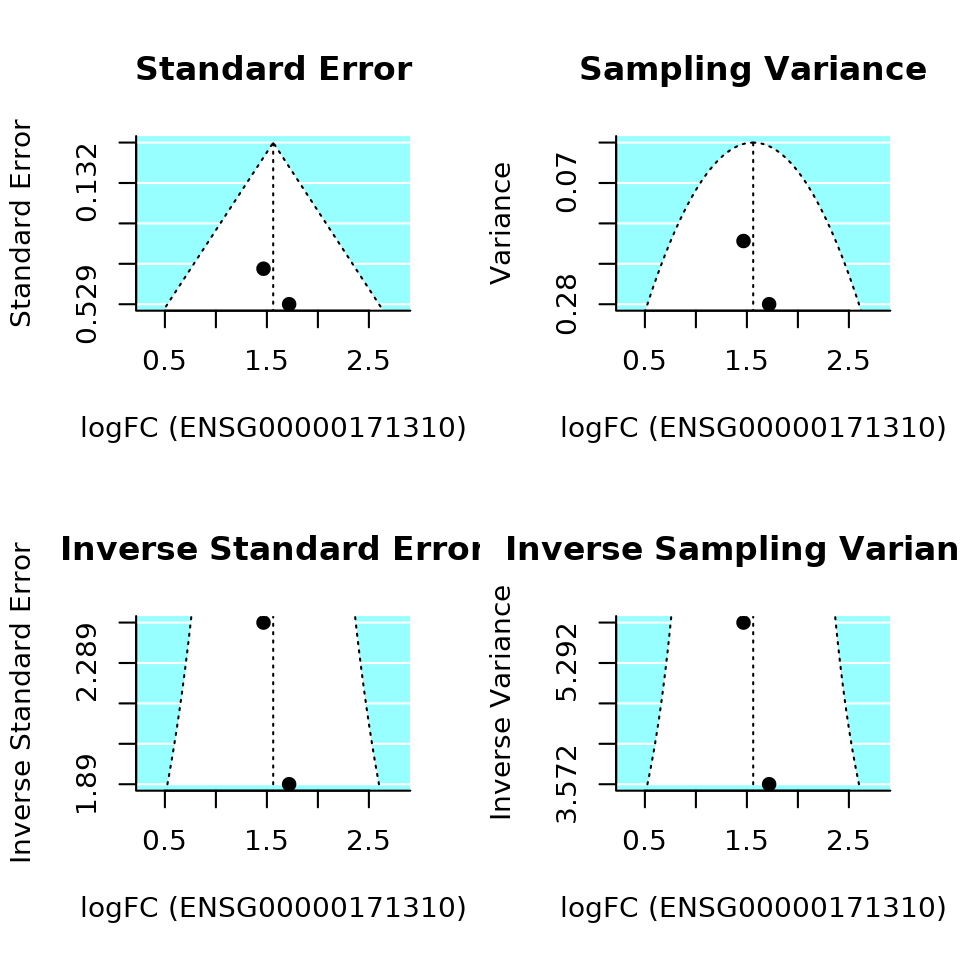 Standard Error
Standard Error
0.132
0.529
0.5 1.5 2.5
logFC (ENSG00000171310)
Sampling Variance
Variance
0.07
0.28
0.5 1.5 2.5
logFC (ENSG00000171310)
Inverse Standard Error
Inverse Standard Error
2.289
1.89
0.5 1.5 2.5
logFC (ENSG00000171310)
Inverse Sampling Varian
Inverse Variance
5.292
3.572
0.5 1.5 2.5
logFC (ENSG00000171310)